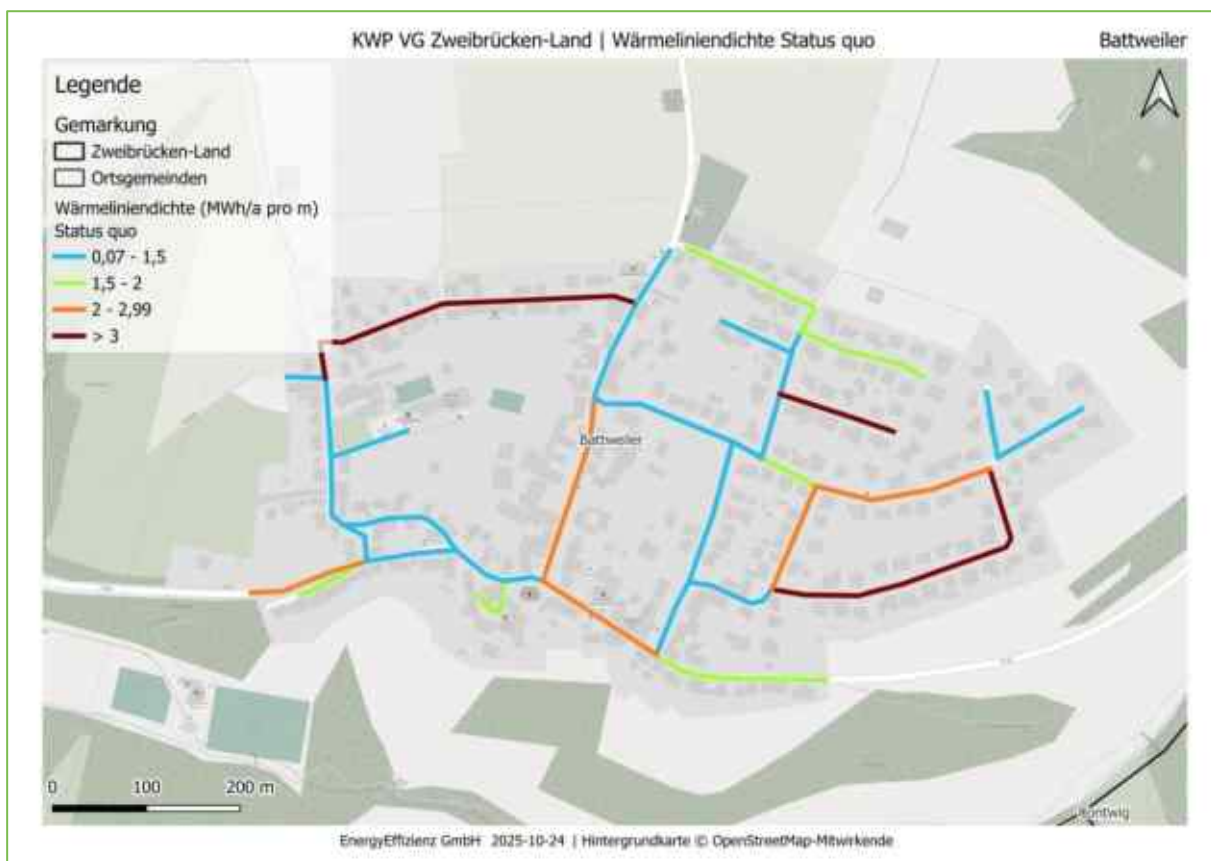 KWP VG Zweibrücken-Land | Wärmeliniendichte Status quo
Battweiler
Legende
Gemarkung
Zweibrücken-Land
Ortsgemeinden
Wärmeliniendichte (MWh/a pro m)
Status quo
0,07 - 1,5
1,5 - 2
2 - 2,99
> 3
Battweiler
0 100 200 m
EnergyEffizienz GmbH 2025-10-24 | Hintergrundkarte © OpenStreetMap-Mitwirkende